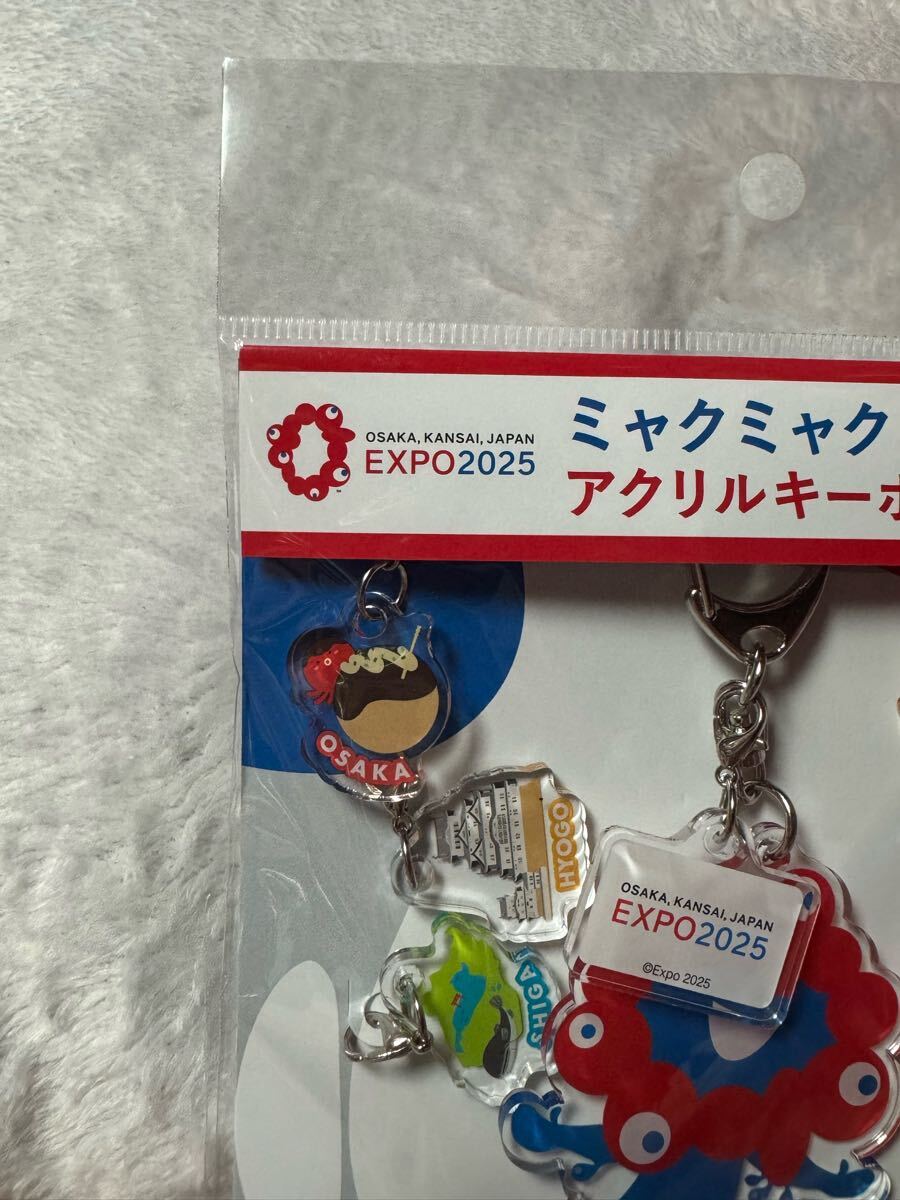 OSAKA, KANSAI, JAPAN
EXPO2025
ミャクミャク
アクリルキーホ
OSAKA
HYOGO
SHIGA
OSAKA, KANSAI, JAPAN
EXPO2025
©Expo 2025